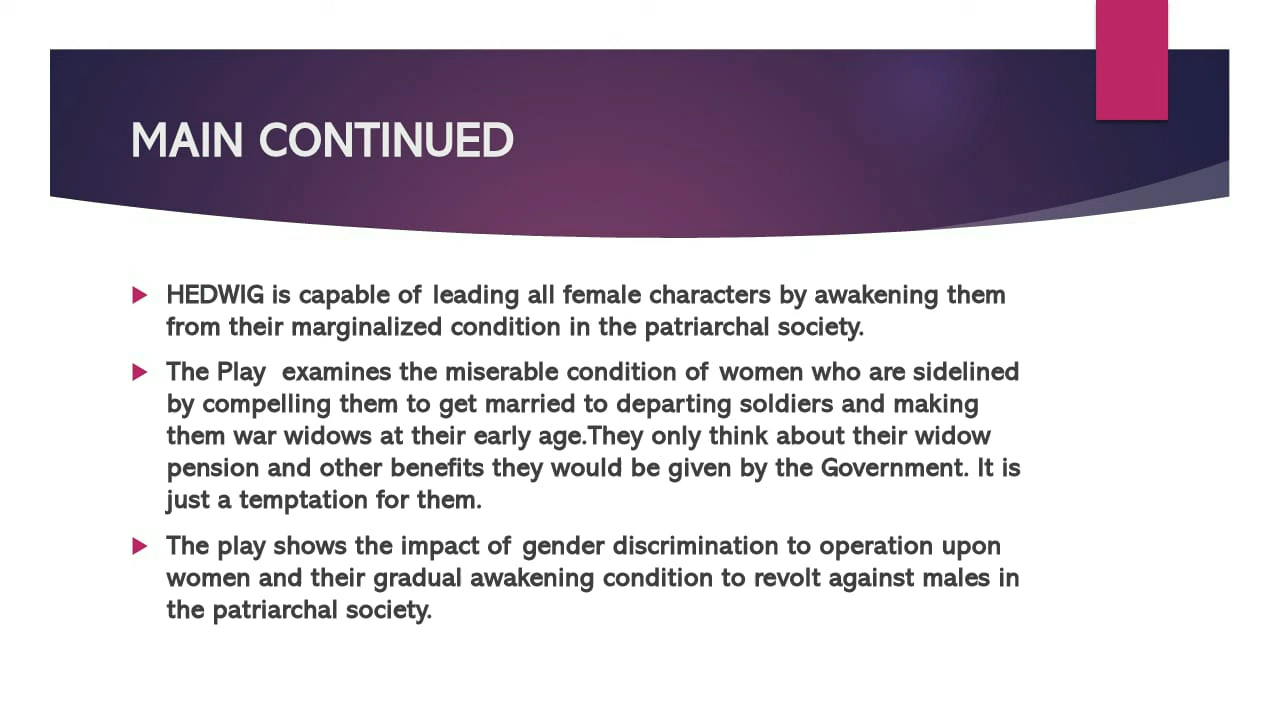 MAIN CONTINUED
HEDWIG is capable of leading all female characters by awakening them
from their marginalized condition in the patriarchal society.
The Play examines the miserable condition of women who are sidelined
by compelling them to get married to departing soldiers and making
them war widows at their early age.They only think about their widow
pension and other benefits they would be given by the Government. It is
just a temptation for them.
The play shows the impact of gender discrimination to operation upon
women and their gradual awakening condition to revolt against males in
the patriarchal society.